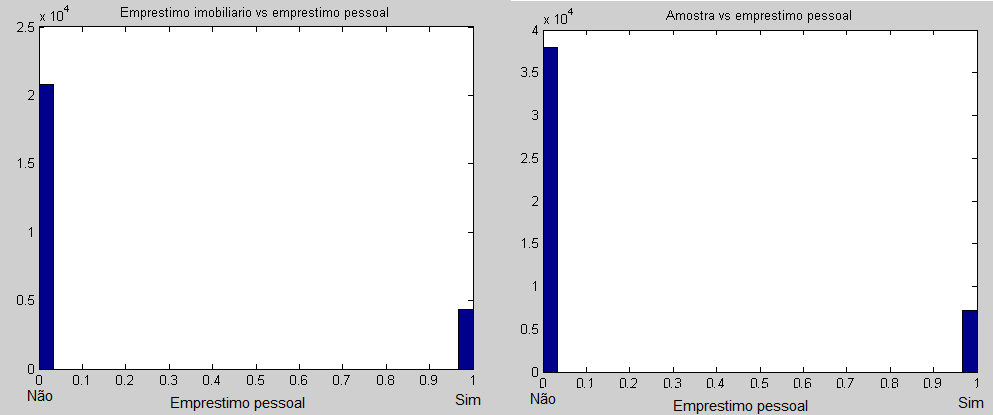 Emprestimo imobiliario vs emprestimo pessoal
x 10^4
2.5
2
1.5
1
0.5
0
0 0.1 0.2 0.3 0.4 0.5 0.6 0.7 0.8 0.9 1
Não Sim
Emprestimo pessoal
Amostra vs emprestimo pessoal
x 10^4
4
3.5
3
2.5
2
1.5
1
0.5
0
0 0.1 0.2 0.3 0.4 0.5 0.6 0.7 0.8 0.9 1
Não Sim
Emprestimo pessoal